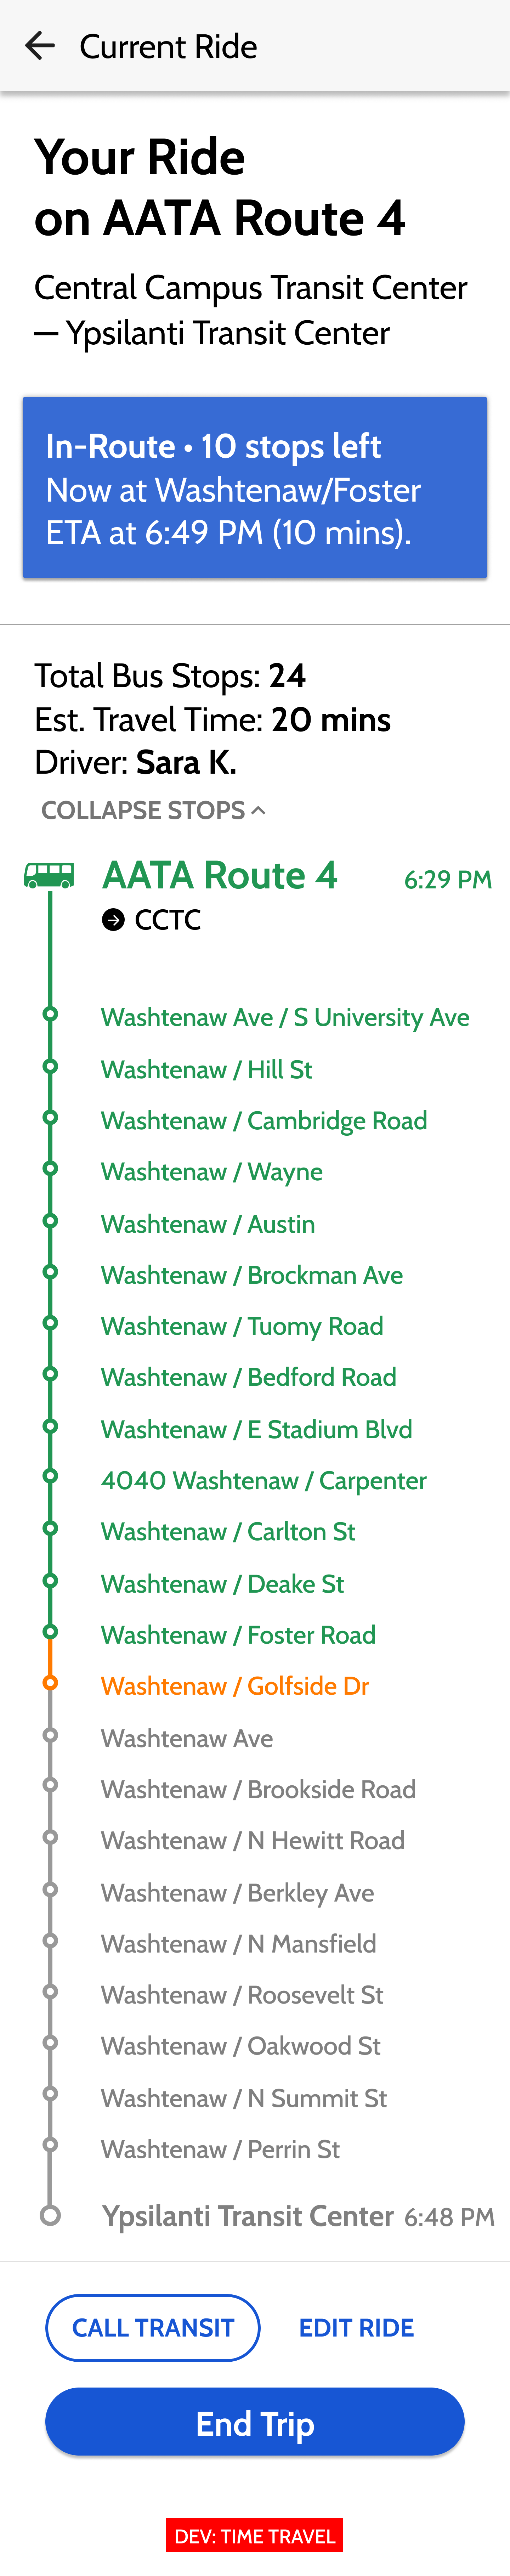 Current Ride
Your Ride
on AATA Route 4
Central Campus Transit Center
— Ypsilanti Transit Center
In-Route • 10 stops left
Now at Washtenaw/Foster
ETA at 6:49 PM (10 mins).
Total Bus Stops: 24
Est. Travel Time: 20 mins
Driver: Sara K.
COLLAPSE STOPS
AATA Route 4 6:29 PM
CCTC
Washtenaw Ave / S University Ave
Washtenaw / Hill St
Washtenaw / Cambridge Road
Washtenaw / Wayne
Washtenaw / Austin
Washtenaw / Brockman Ave
Washtenaw / Tuomy Road
Washtenaw / Bedford Road
Washtenaw / E Stadium Blvd
4040 Washtenaw / Carpenter
Washtenaw / Carlton St
Washtenaw / Deake St
Washtenaw / Foster Road
Washtenaw / Golfside Dr
Washtenaw Ave
Washtenaw / Brookside Road
Washtenaw / N Hewitt Road
Washtenaw / Berkley Ave
Washtenaw / N Mansfield
Washtenaw / Roosevelt St
Washtenaw / Oakwood St
Washtenaw / N Summit St
Washtenaw / Perrin St
Ypsilanti Transit Center 6:48 PM
CALL TRANSIT EDIT RIDE
End Trip
DEV: TIME TRAVEL